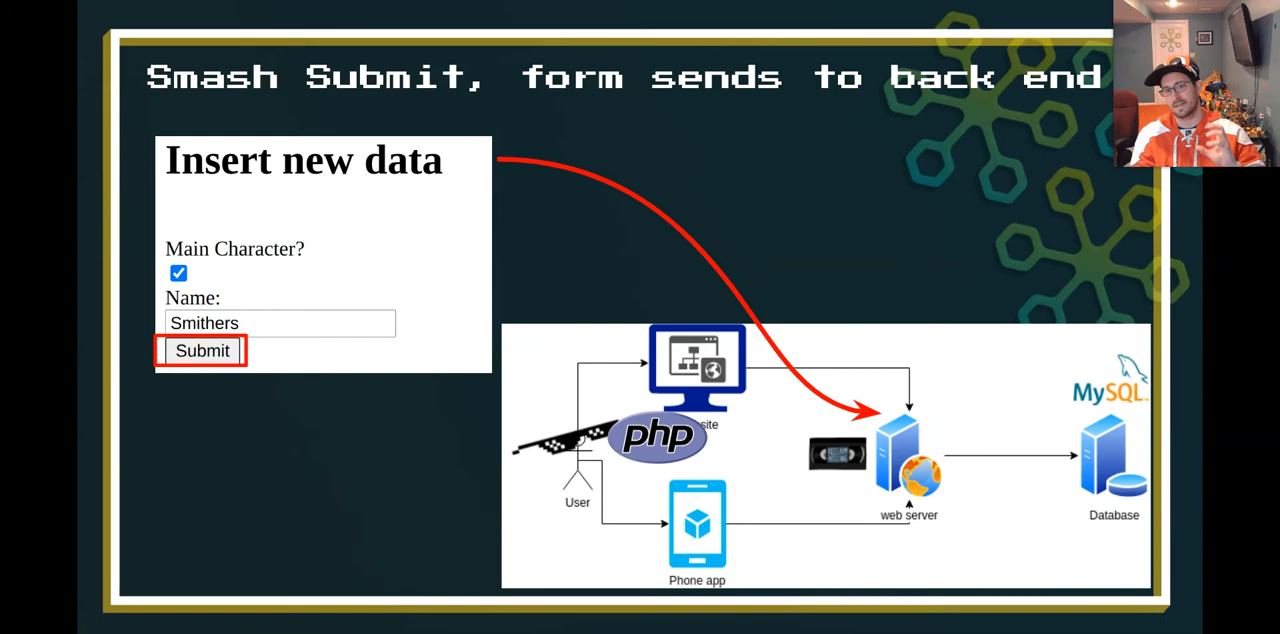 Smash Submit, form sends to back end
Insert new data
Main Character?
Name:
Smithers
Submit
site
php
MySQL
User
web server
Database
Phone app